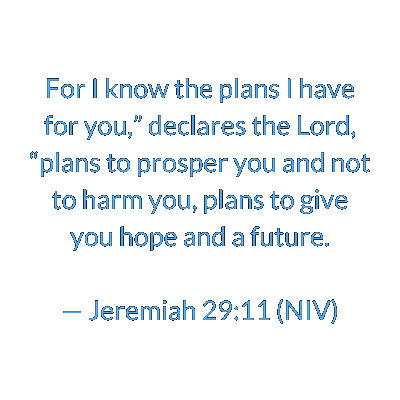 For I know the plans I have
for you,” declares the Lord,
“plans to prosper you and not
to harm you, plans to give
you hope and a future.
— Jeremiah 29:11 (NIV)